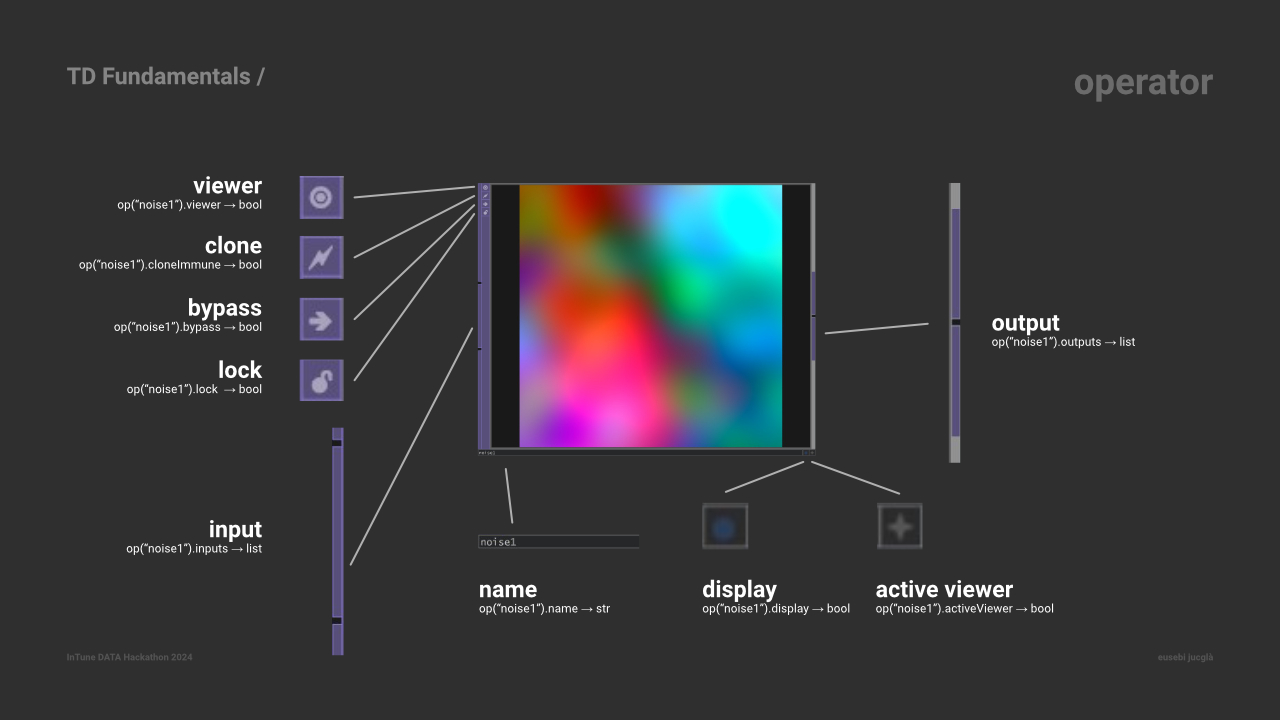 TD Fundamentals /
operator
viewer
op(“noise1”).viewer → bool
clone
op(“noise1”).cloneImmune → bool
bypass
op(“noise1”).bypass → bool
lock
op(“noise1”).lock → bool
input
op(“noise1”).inputs → list
output
op(“noise1”).outputs → list
noise1
noise1
name
op(“noise1”).name → str
display
op(“noise1”).display → bool
active viewer
op(“noise1”).activeViewer → bool
InTune DATA Hackathon 2024
eusebi jucglà